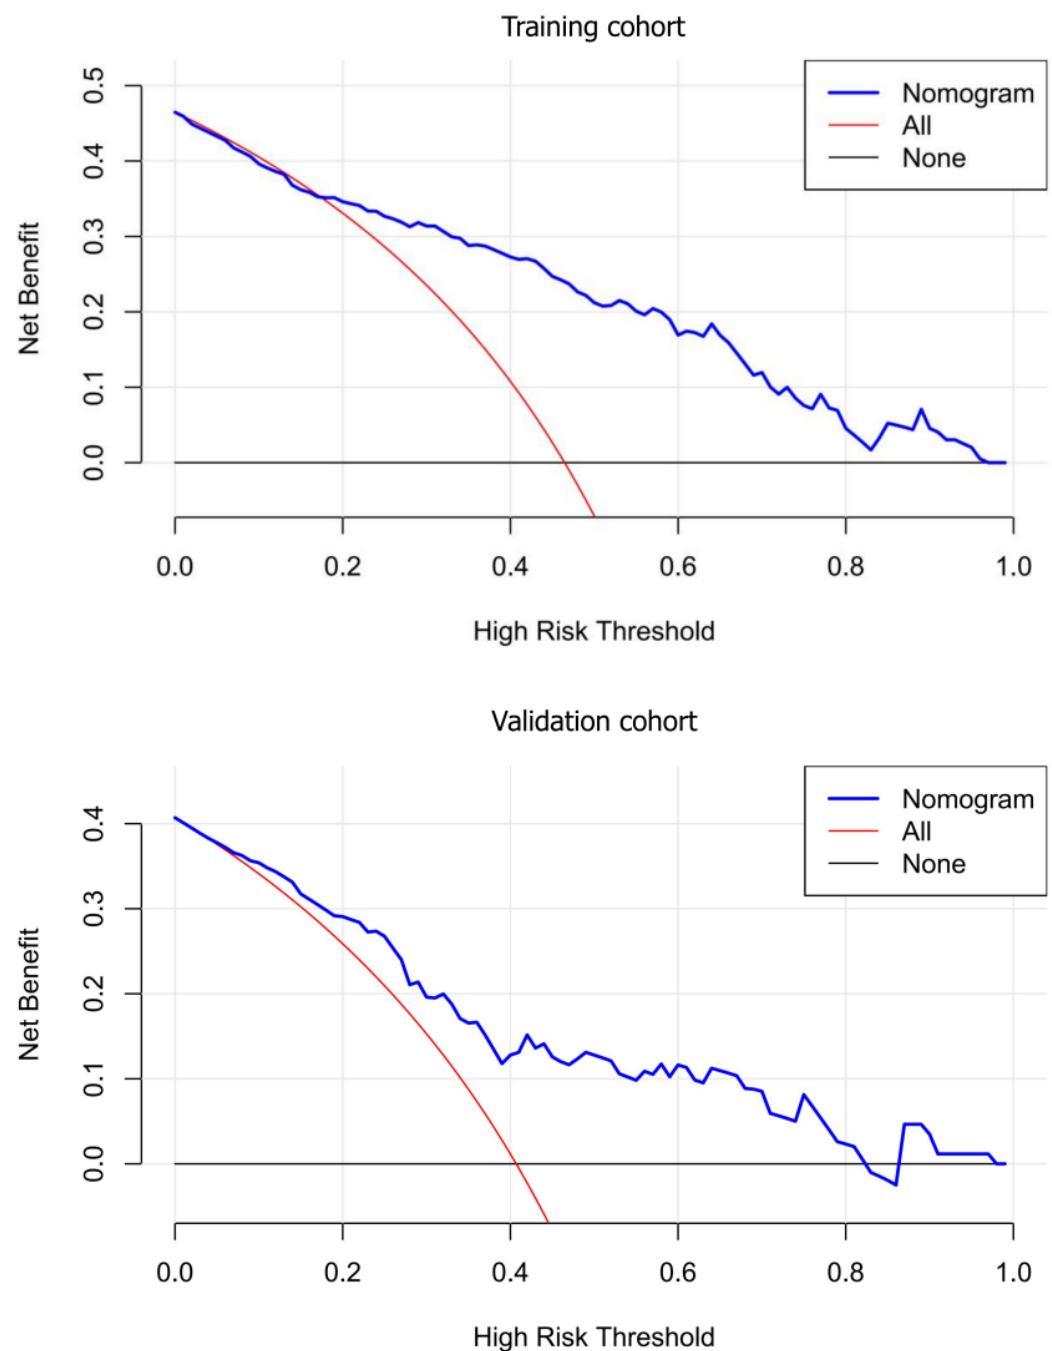 Training cohort
Nomogram
All
None
Net Benefit
0.5
0.4
0.3
0.2
0.1
0.0
0.0 0.2 0.4 0.6 0.8 1.0
High Risk Threshold
Validation cohort
Nomogram
All
None
Net Benefit
0.4
0.3
0.2
0.1
0.0
0.0 0.2 0.4 0.6 0.8 1.0
High Risk Threshold